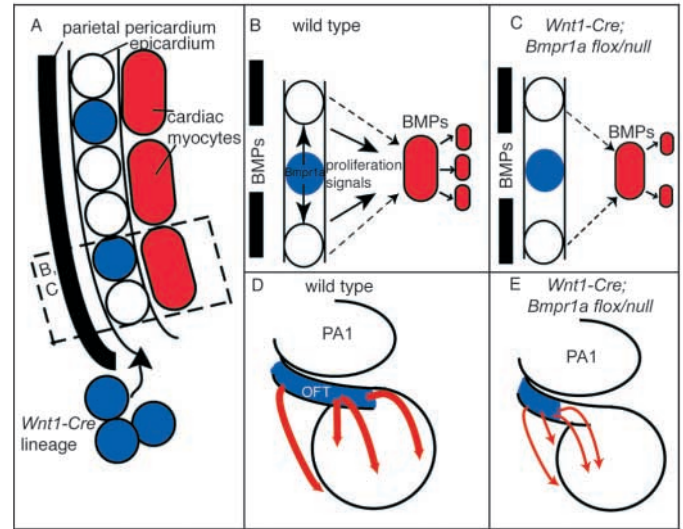 A
parietal pericardium
epicardium
cardiac
myocytes
B,
C
Wnt1-Cre
lineage
B
wild type
BMPs
BMPs
Bmpr1a
proliferation
signals
C
Wnt1-Cre;
Bmpr1a flox/null
BMPs
BMPs
D
wild type
PA1
OFT
E
Wnt1-Cre;
Bmpr1a flox/null
PA1